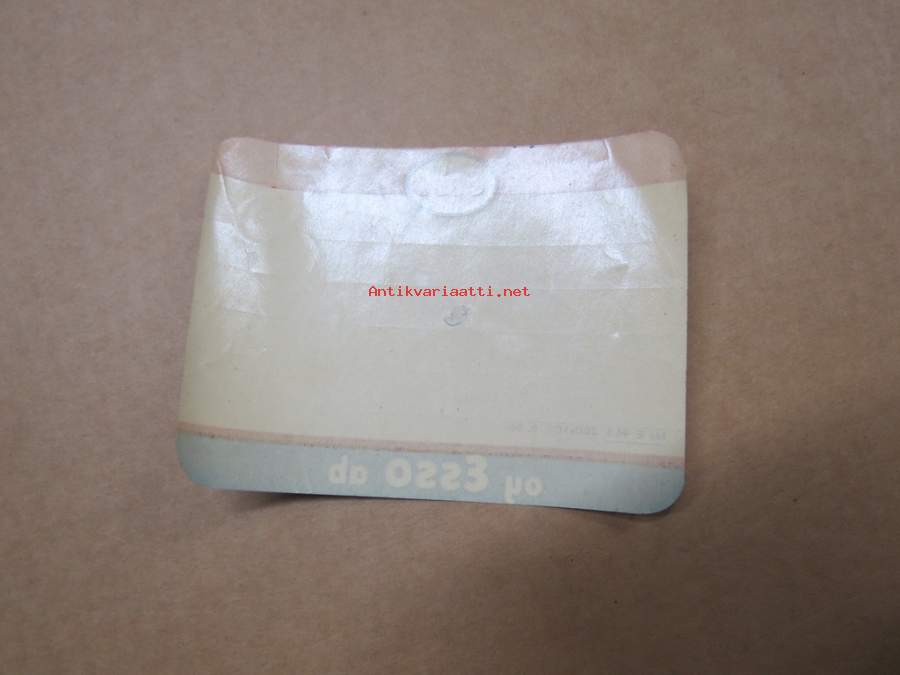 Antikvariaatti.net
oy Esso ab